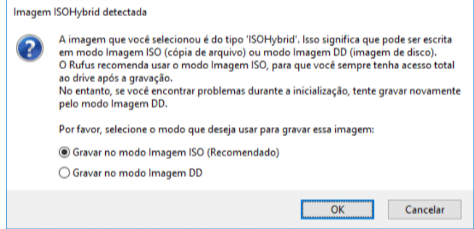 Imagem ISOHybrid detectada
A imagem que você selecionou é do tipo 'ISOHybrid'. Isso significa que pode ser escrita
em modo Imagem ISO (cópia de arquivo) ou modo Imagem DD (imagem de disco).
O Rufus recomenda usar o modo Imagem ISO, para que você sempre tenha acesso total
ao drive após a gravação.
No entanto, se você encontrar problemas durante a inicialização, tente gravar novamente
pelo modo Imagem DD.
Por favor, selecione o modo que deseja usar para gravar essa imagem:
Gravar no modo Imagem ISO (Recomendado)
Gravar no modo Imagem DD
OK
Cancelar